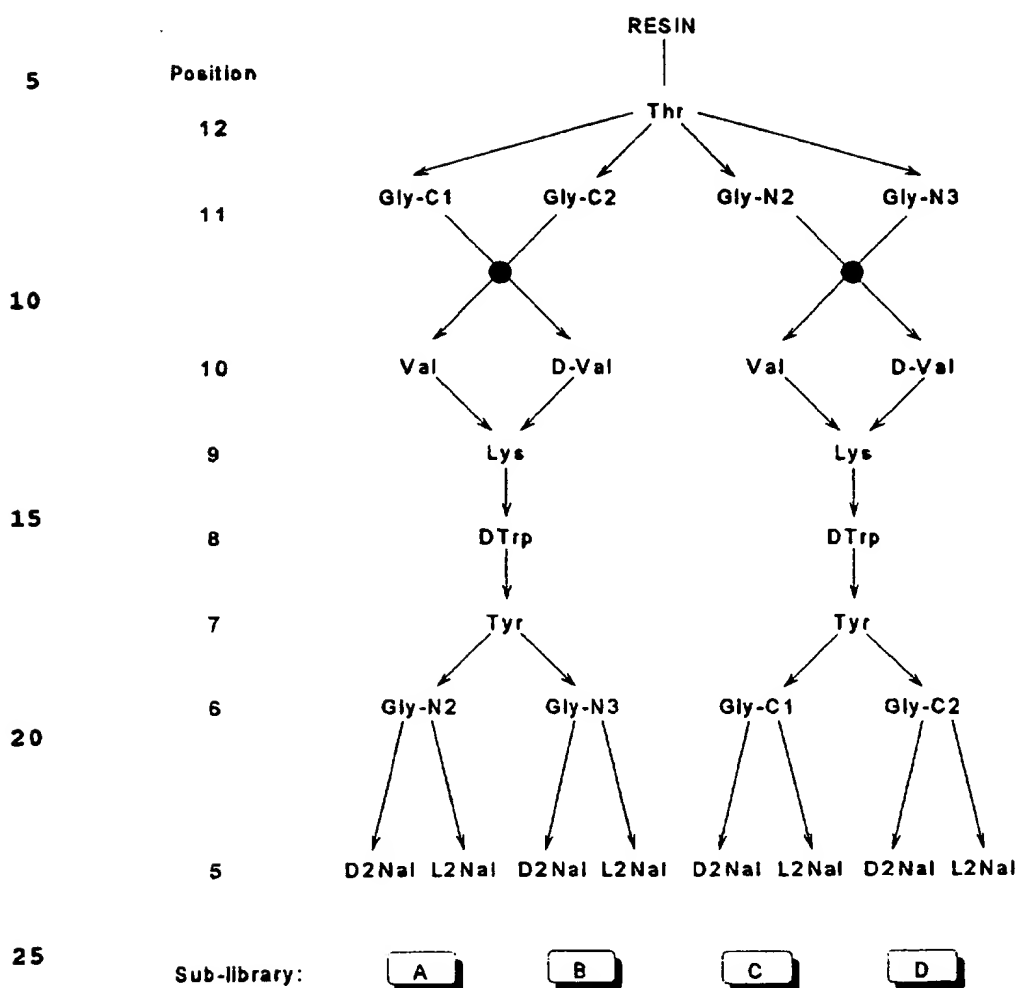 RESIN
5 Position
12 Thr
11 Gly-C1 Gly-C2 Gly-N2 Gly-N3
10
10 Val D-Val Val D-Val
9 Lys Lys
15
8 DTrp DTrp
7 Tyr Tyr
6 Gly-N2 Gly-N3 Gly-C1 Gly-C2
20
5 D2Nal L2Nal D2Nal L2Nal D2Nal L2Nal D2Nal L2Nal
25 Sub-library: A B C D